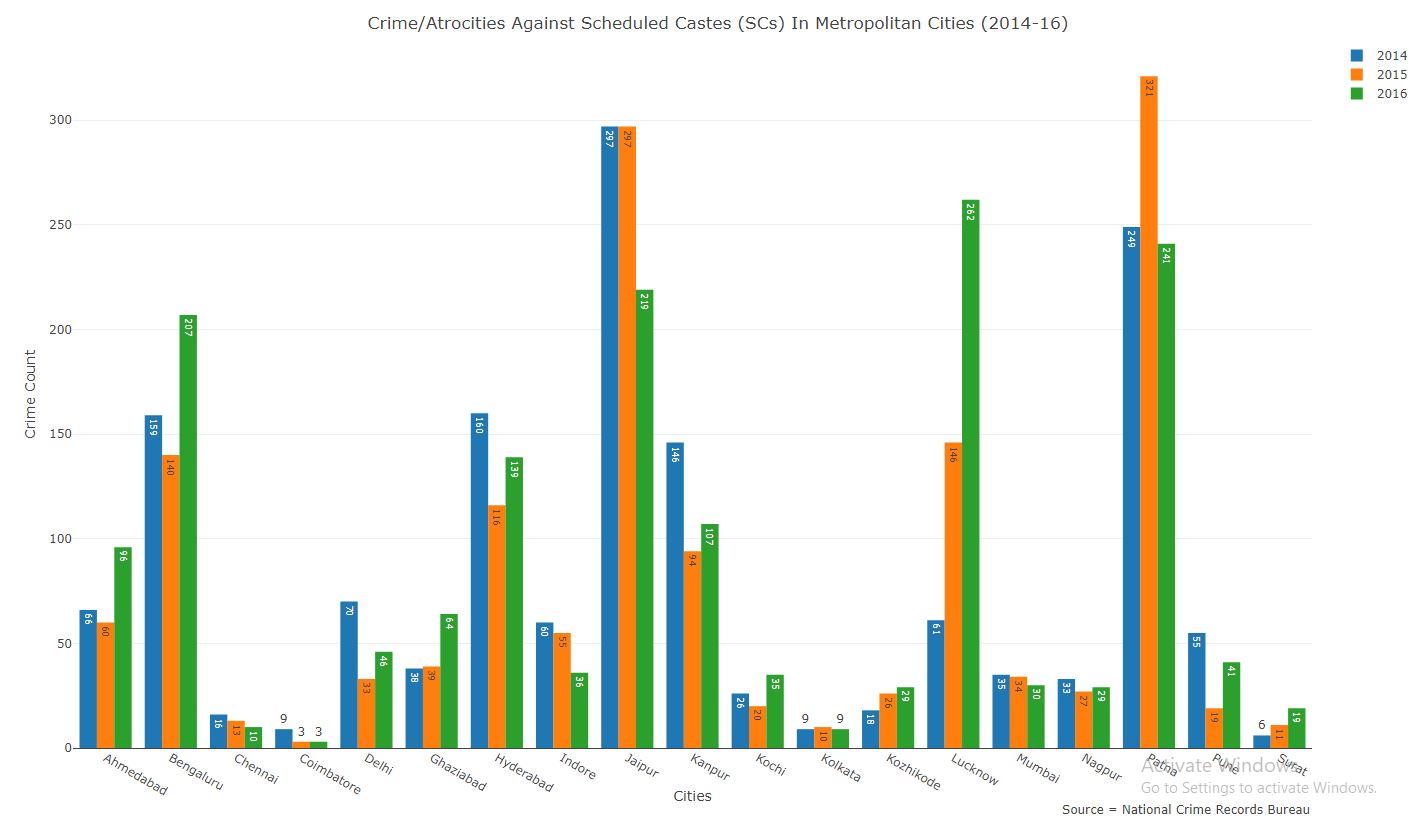 Crime/Atrocities Against Scheduled Castes (SCs) In Metropolitan Cities (2014-16)
2014
2015
2016
Crime Count
300
250
200
150
100
50
0
66
60
96
159
140
207
16
13
10
9
3
3
70
33
46
38
39
64
160
116
139
60
55
36
297
297
219
146
94
107
26
20
35
9
10
9
18
26
29
61
146
262
35
34
30
33
27
29
249
321
241
55
19
41
6
11
19
Ahmedabad
Bengaluru
Chennai
Coimbatore
Delhi
Ghaziabad
Hyderabad
Indore
Jaipur
Kanpur
Kochi
Kolkata
Kozhikode
Lucknow
Mumbai
Nagpur
Patna
Pune
Surat
Cities
Activate Windows
Go to Settings to activate Windows.
Source = National Crime Records Bureau